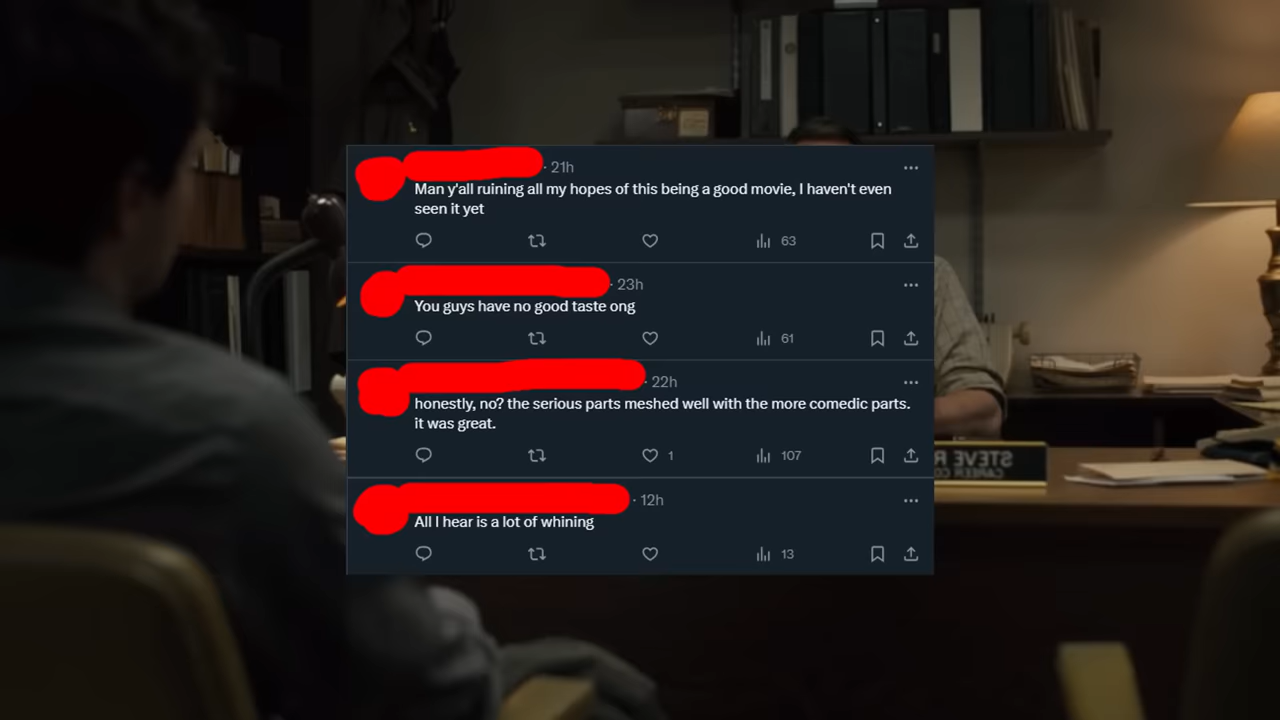 · 21h
Man y'all ruining all my hopes of this being a good movie, I haven't even
seen it yet
63
· 23h
You guys have no good taste ong
61
· 22h
honestly, no? the serious parts meshed well with the more comedic parts.
it was great.
1 107
· 12h
All I hear is a lot of whining
13
STEVE R
CAREER CO